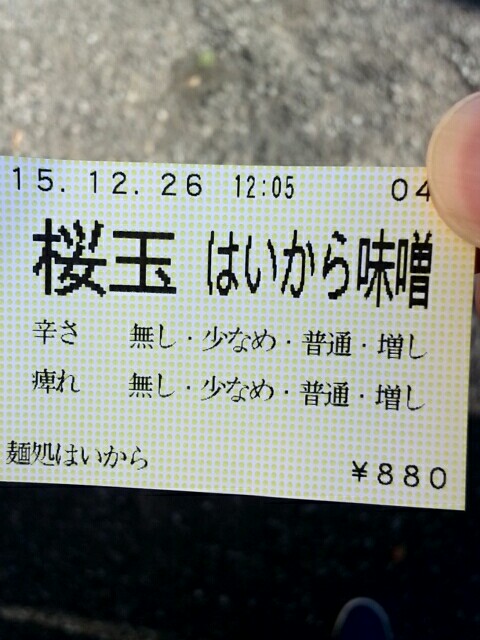 15.12.26 12:05 04
桜玉 はいから味噌
辛さ 無し・少なめ・普通・増し
痺れ 無し・少なめ・普通・増し
麺処はいから ¥880